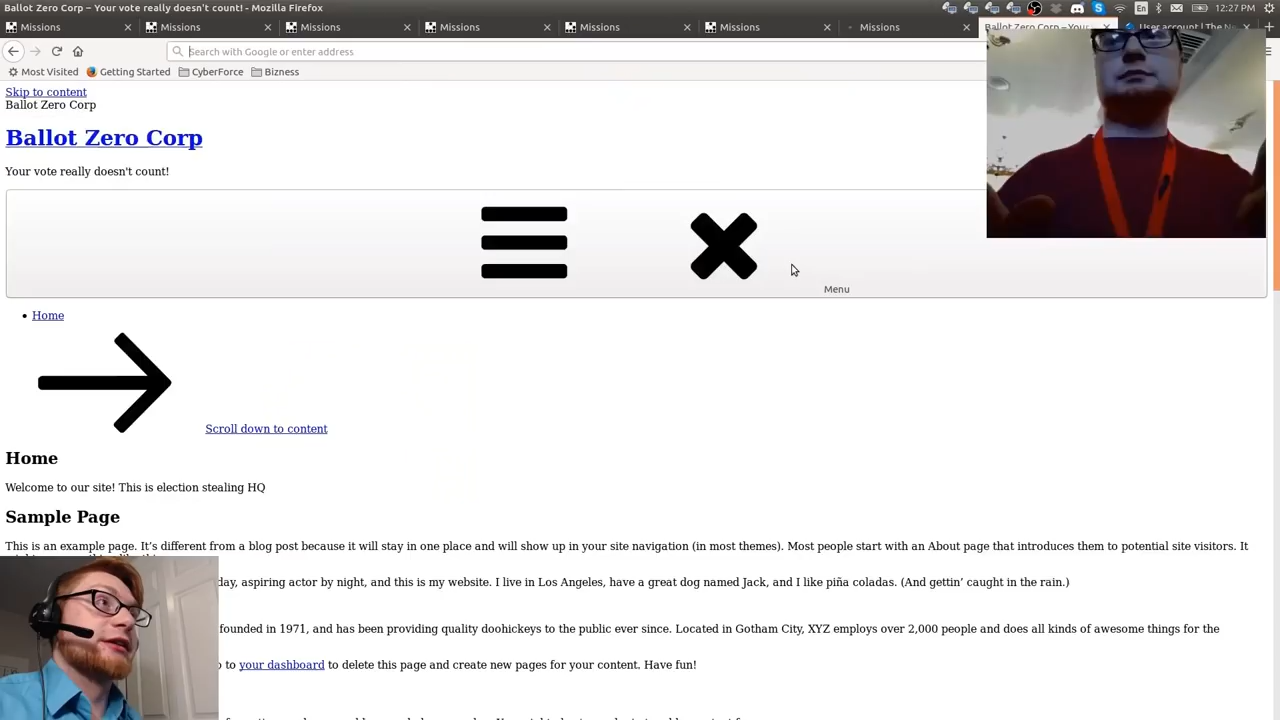 Ballot Zero Corp – Your vote really doesn't count! - Mozilla Firefox
En
12:27 PM
Missions
Missions
Missions
Missions
Missions
Missions
Missions
Ballot Zero Corp – Your
User account | The N
Search with Google or enter address
Most Visited
Getting Started
CyberForce
Bizness
Skip to content
Ballot Zero Corp
Ballot Zero Corp
Your vote really doesn't count!
Menu
Home
Scroll down to content
Home
Welcome to our site! This is election stealing HQ
Sample Page
This is an example page. It’s different from a blog post because it will stay in one place and will show up in your site navigation (in most themes). Most people start with an About page that introduces them to potential site visitors. It
day, aspiring actor by night, and this is my website. I live in Los Angeles, have a great dog named Jack, and I like piña coladas. (And gettin’ caught in the rain.)
founded in 1971, and has been providing quality doohickeys to the public ever since. Located in Gotham City, XYZ employs over 2,000 people and does all kinds of awesome things for the
to your dashboard to delete this page and create new pages for your content. Have fun!